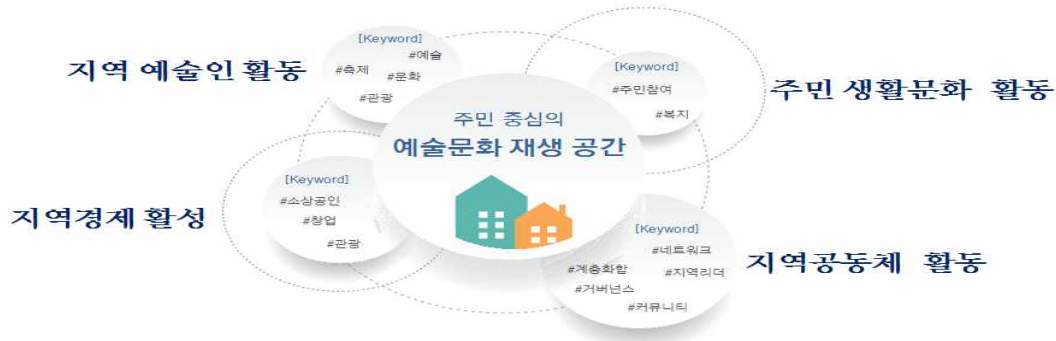 지역 예술인 활동
[Keyword]
#예술
#축제
#문화
#관광
[Keyword]
#주민참여
#복지
주민 생활문화 활동
주민 중심의
예술문화 재생 공간
지역경제 활성
[Keyword]
#소상공인
#창업
#관광
[Keyword]
#네트워크
#계층화합
#지역리더
#거버넌스
#커뮤니티
지역공동체 활동